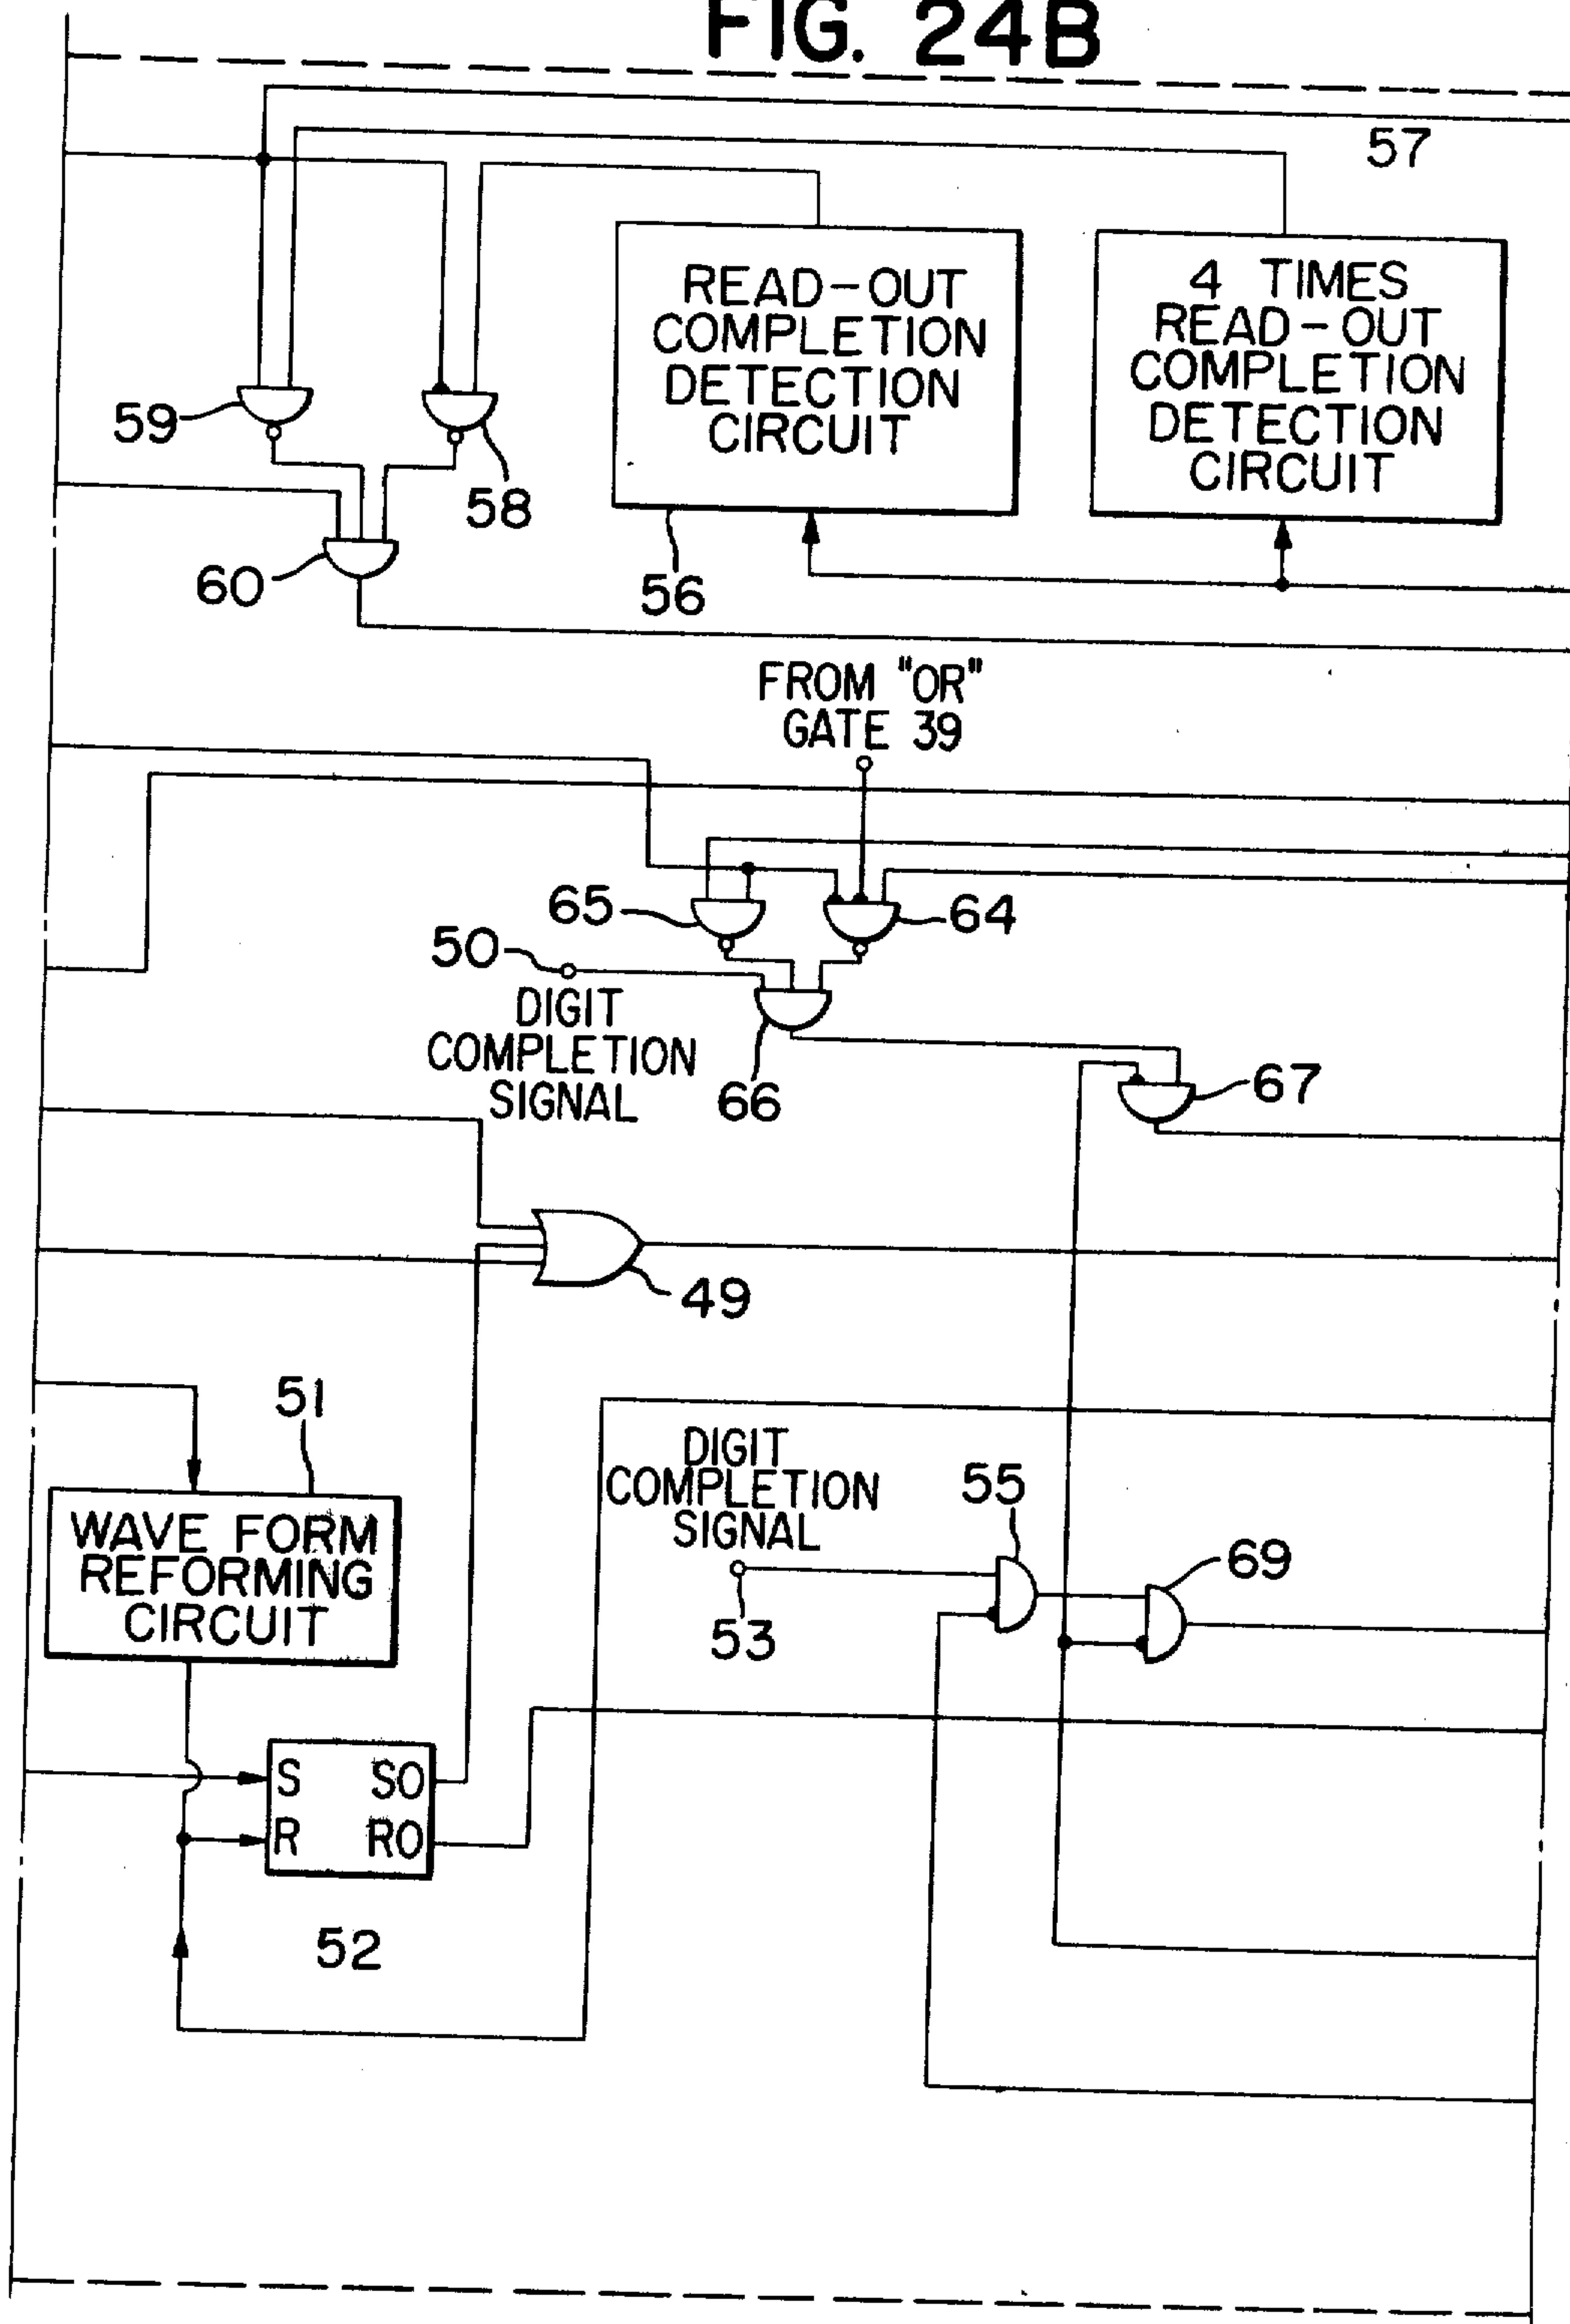 FIG. 24B
57
READ-OUT
COMPLETION
DETECTION
CIRCUIT
4 TIMES
READ-OUT
COMPLETION
DETECTION
CIRCUIT
59
58
60
56
FROM "OR"
GATE 39
65
64
50
DIGIT
COMPLETION
SIGNAL
66
67
49
51
WAVE FORM
REFORMING
CIRCUIT
DIGIT
COMPLETION
SIGNAL
55
69
53
S SO
R RO
52